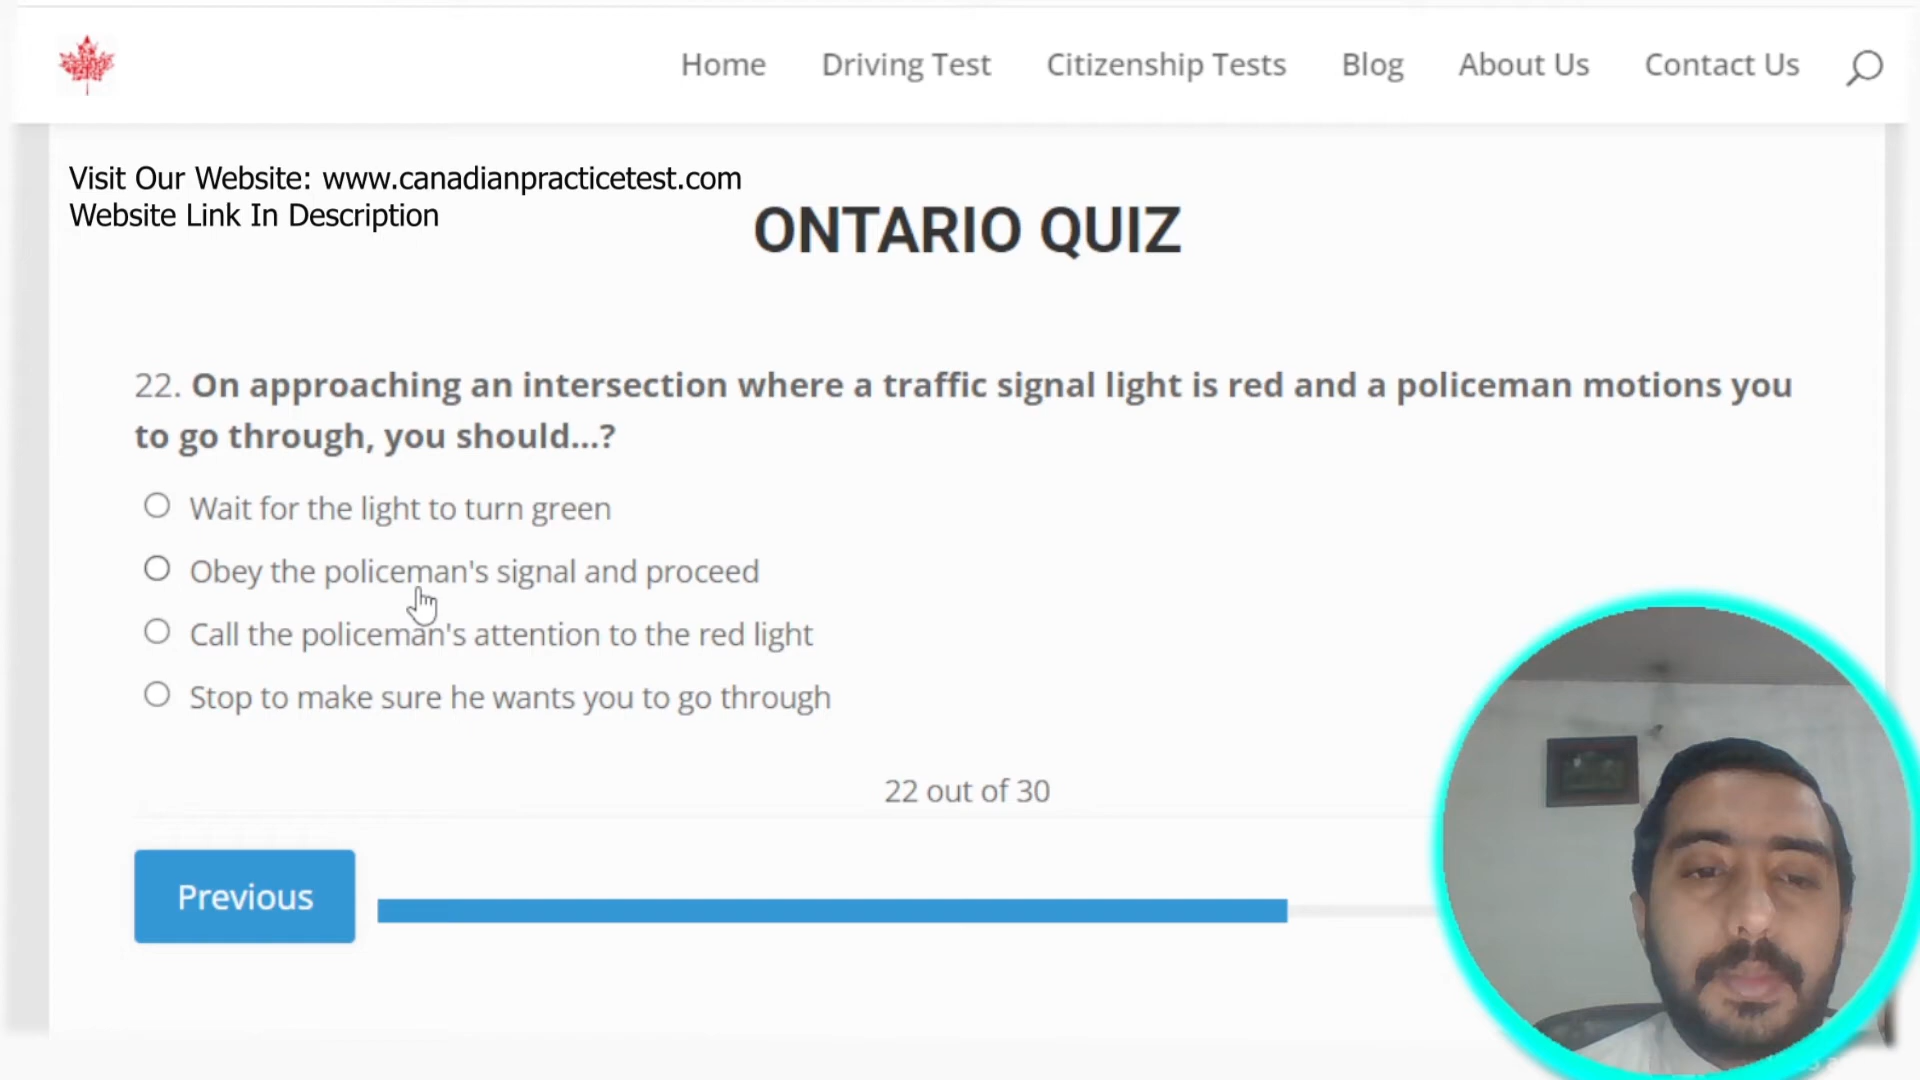 Home Driving Test Citizenship Tests Blog About Us Contact Us
Visit Our Website: www.canadianpracticetest.com
Website Link In Description
ONTARIO QUIZ
22. On approaching an intersection where a traffic signal light is red and a policeman motions you
to go through, you should...?
Wait for the light to turn green
Obey the policeman's signal and proceed
Call the policeman's attention to the red light
Stop to make sure he wants you to go through
22 out of 30
Previous